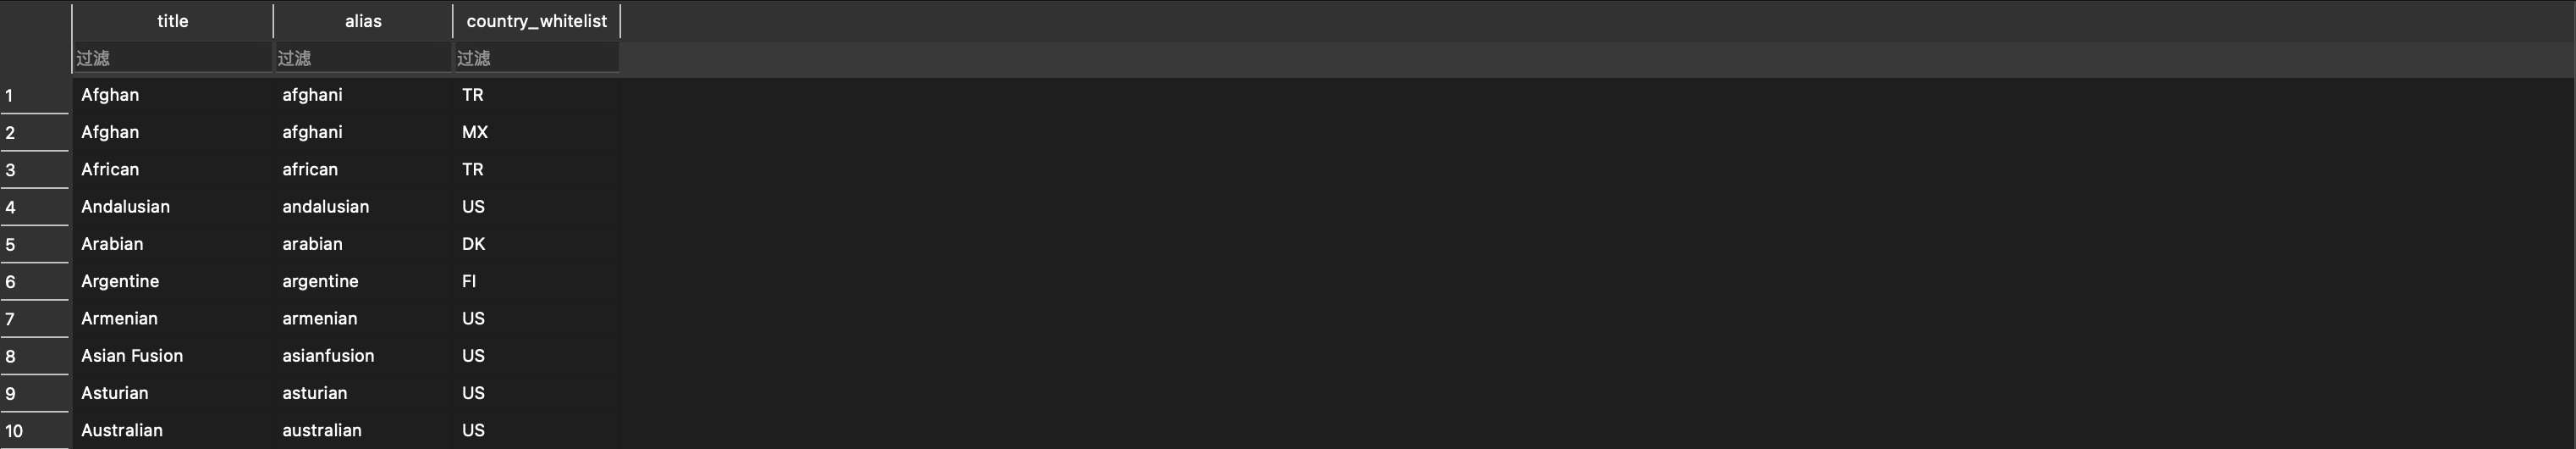 title alias country_whitelist
过滤 过滤 过滤
1 Afghan afghani TR
2 Afghan afghani MX
3 African african TR
4 Andalusian andalusian US
5 Arabian arabian DK
6 Argentine argentine FI
7 Armenian armenian US
8 Asian Fusion asianfusion US
9 Asturian asturian US
10 Australian australian US